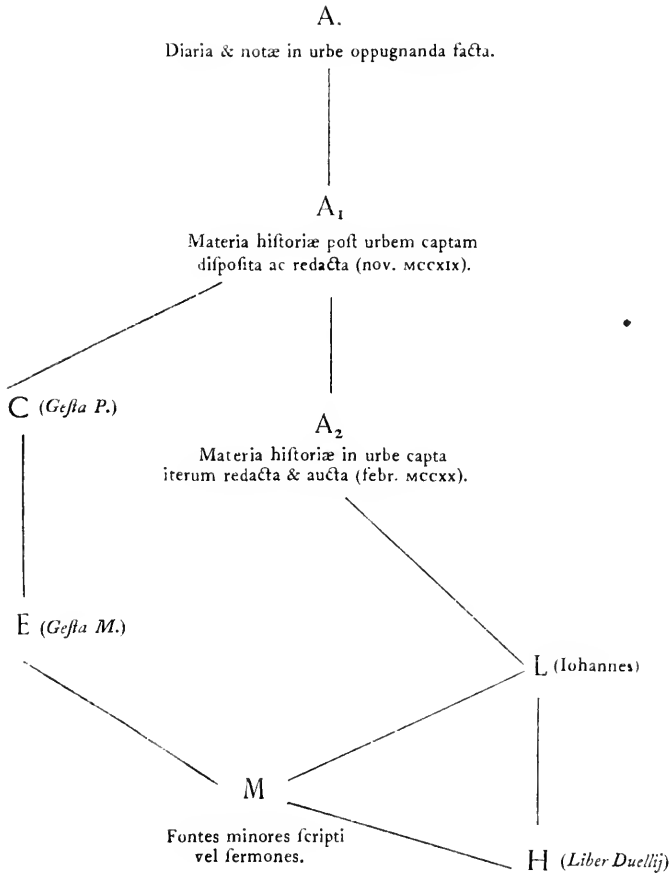 A.
Diaria & notæ in urbe oppugnanda facta.
A₁
Materia hiſtoriæ poſt urbem captam
diſpoſita ac redacta (nov. MCCXIX).
C (Geſta P.)
A₂
Materia hiſtoriæ in urbe capta
iterum redacta & aucta (febr. MCCXX).
E (Geſta M.)
L (Iohannes)
M
Fontes minores ſcripti
vel ſermones.
H (Liber Duellij)